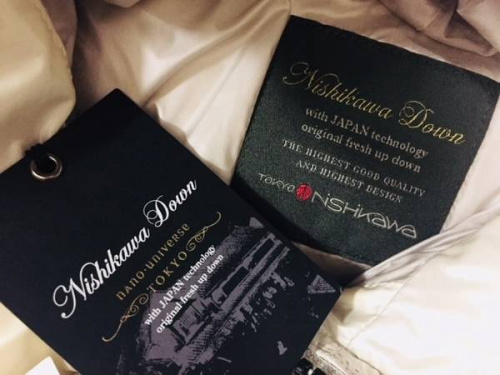 Nishikawa Down
with JAPAN technology
original fresh up down
THE HIGHEST GOOD QUALITY
AND HIGHEST DESIGN
Tokyo NISHIKAWA
Nishikawa Down
nano·universe
TOKYO
with JAPAN technology
original fresh up down